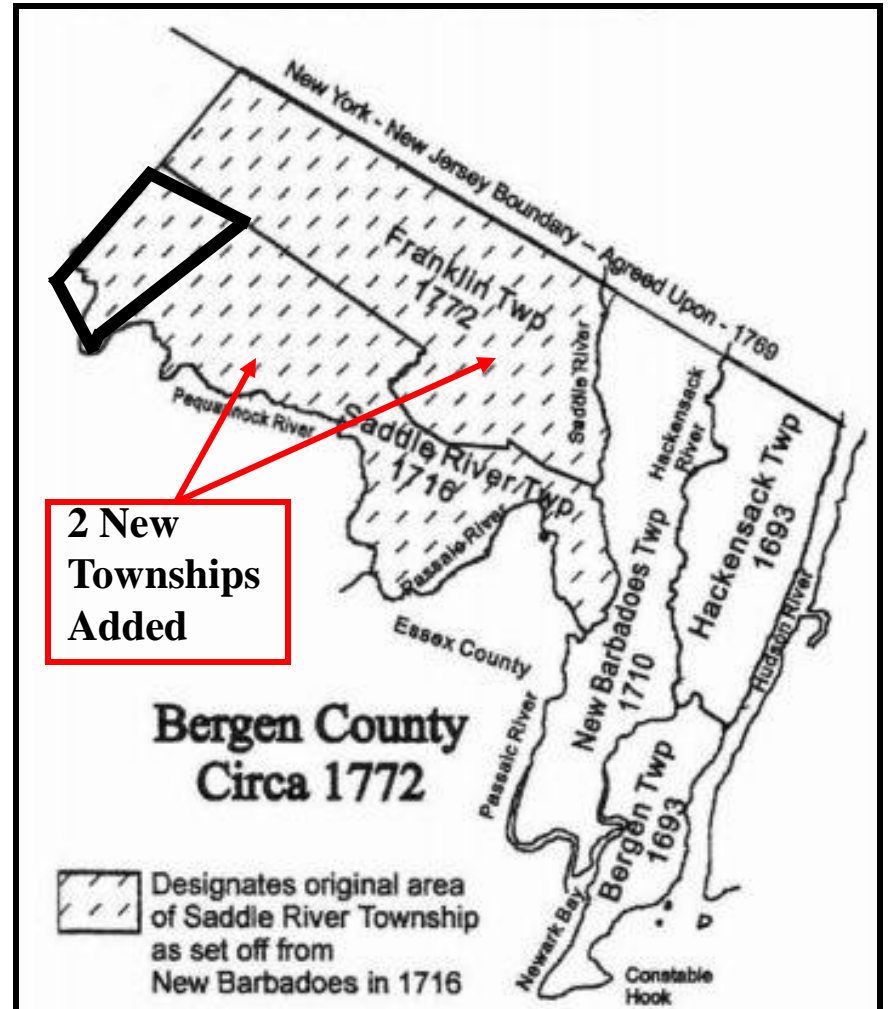 New York - New Jersey Boundary – Agreed Upon - 1769
Franklin Twp
1772
Saddle River
Hackensack
River
Pequannock River
Saddle River Twp
1716
Passaic River
Hackensack Twp
1693
New Barbadoes Twp
1710
Hudson River
2 New
Townships
Added
Essex County
Passaic River
Bergen Twp
1693
Bergen County
Circa 1772
Newark Bay
Constable
Hook
Designates original area
of Saddle River Township
as set off from
New Barbadoes in 1716